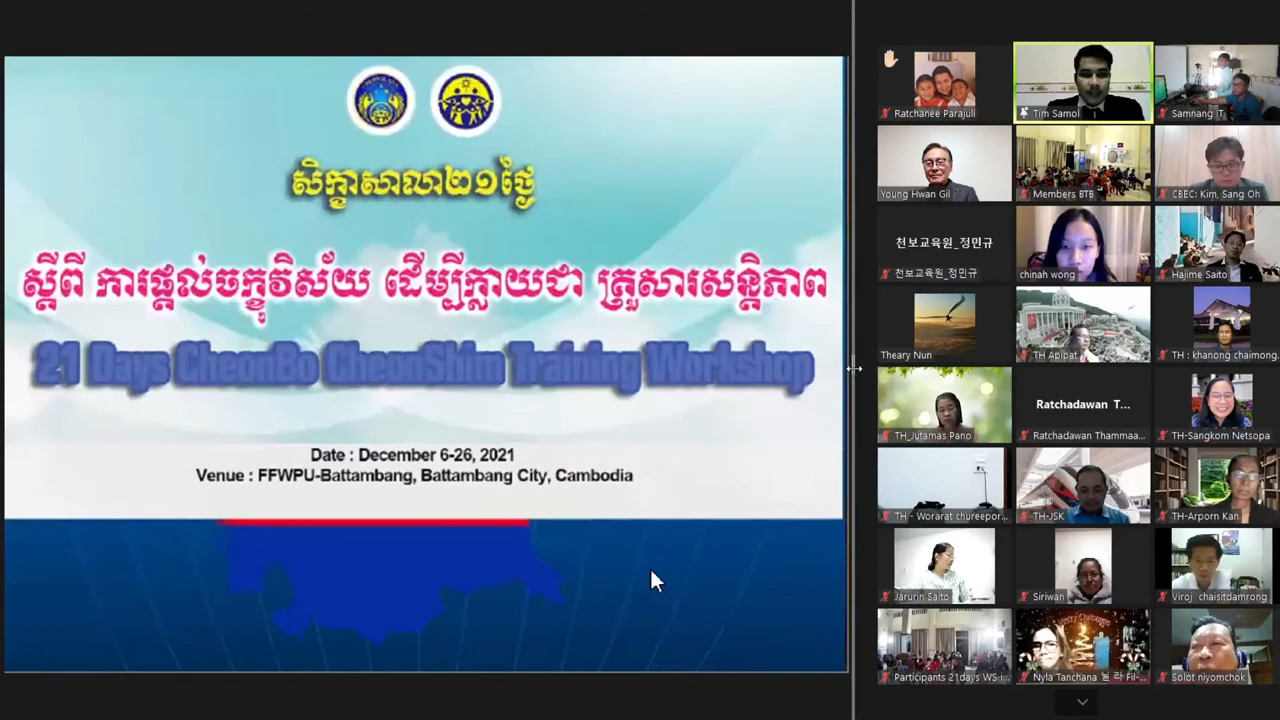 សិក្ខាសាលា២១ថ្ងៃ
ស្តីពី ការផ្តល់ចក្ខុវិស័យ ដើម្បីក្លាយជា គ្រួសារសន្តិភាព
21 Days CheonBo CheonShim Training Workshop
Date : December 6-26, 2021
Venue : FFWPU-Battambang, Battambang City, Cambodia
Ratchanee Parajuli
Tim Samol
Samnang IT
Young Hwan Gil
Members BTB
CBEC: Kim, Sang Oh
천보교육원_정민규
천보교육원_정민규
chinah wong
Hajime Saito
Theary Nun
TH Apipat
TH : khanong chaimong...
TH_Jutamas Pano
Ratchadawan T...
Ratchadawan Thammaa...
TH-Sangkom Netsopa
TH - Worarat chureepor...
TH-JSK
TH-Arporn Kan
Jarurin Saito
Siriwan
Viroj chaisitdamrong
Participants 21days WS i...
Merry Christmas
Nyla Tanchana 닐 라 Fil-...
Solot niyomchok